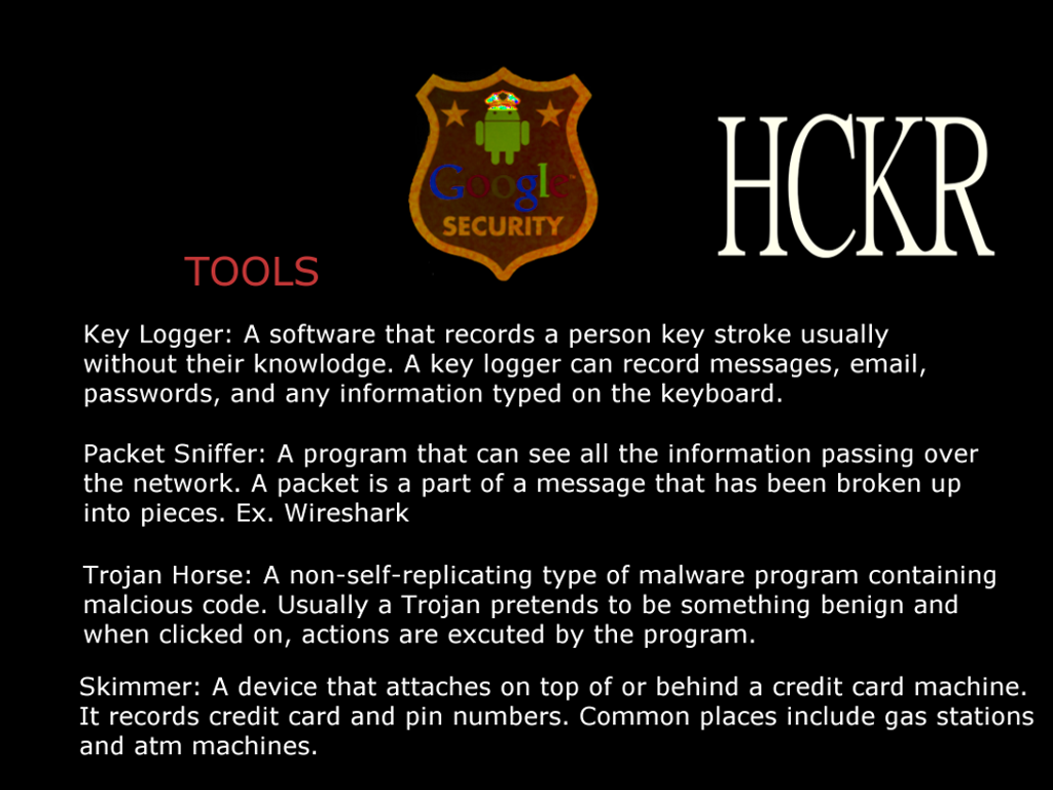 Google
SECURITY
HCKR
TOOLS
Key Logger: A software that records a person key stroke usually
without their knowlodge. A key logger can record messages, email,
passwords, and any information typed on the keyboard.
Packet Sniffer: A program that can see all the information passing over
the network. A packet is a part of a message that has been broken up
into pieces. Ex. Wireshark
Trojan Horse: A non-self-replicating type of malware program containing
malcious code. Usually a Trojan pretends to be something benign and
when clicked on, actions are excuted by the program.
Skimmer: A device that attaches on top of or behind a credit card machine.
It records credit card and pin numbers. Common places include gas stations
and atm machines.